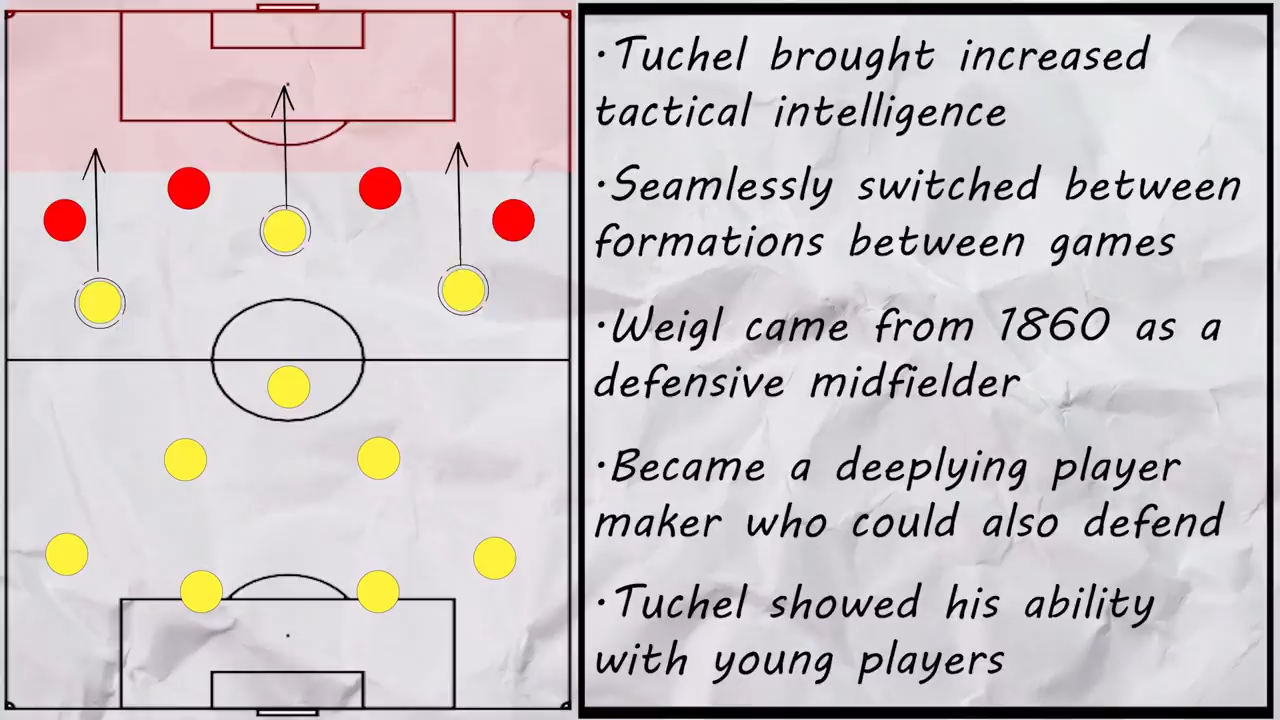 ·Tuchel brought increased
tactical intelligence
·Seamlessly switched between
formations between games
·Weigl came from 1860 as a
defensive midfielder
·Became a deeplying player
maker who could also defend
·Tuchel showed his ability
with young players